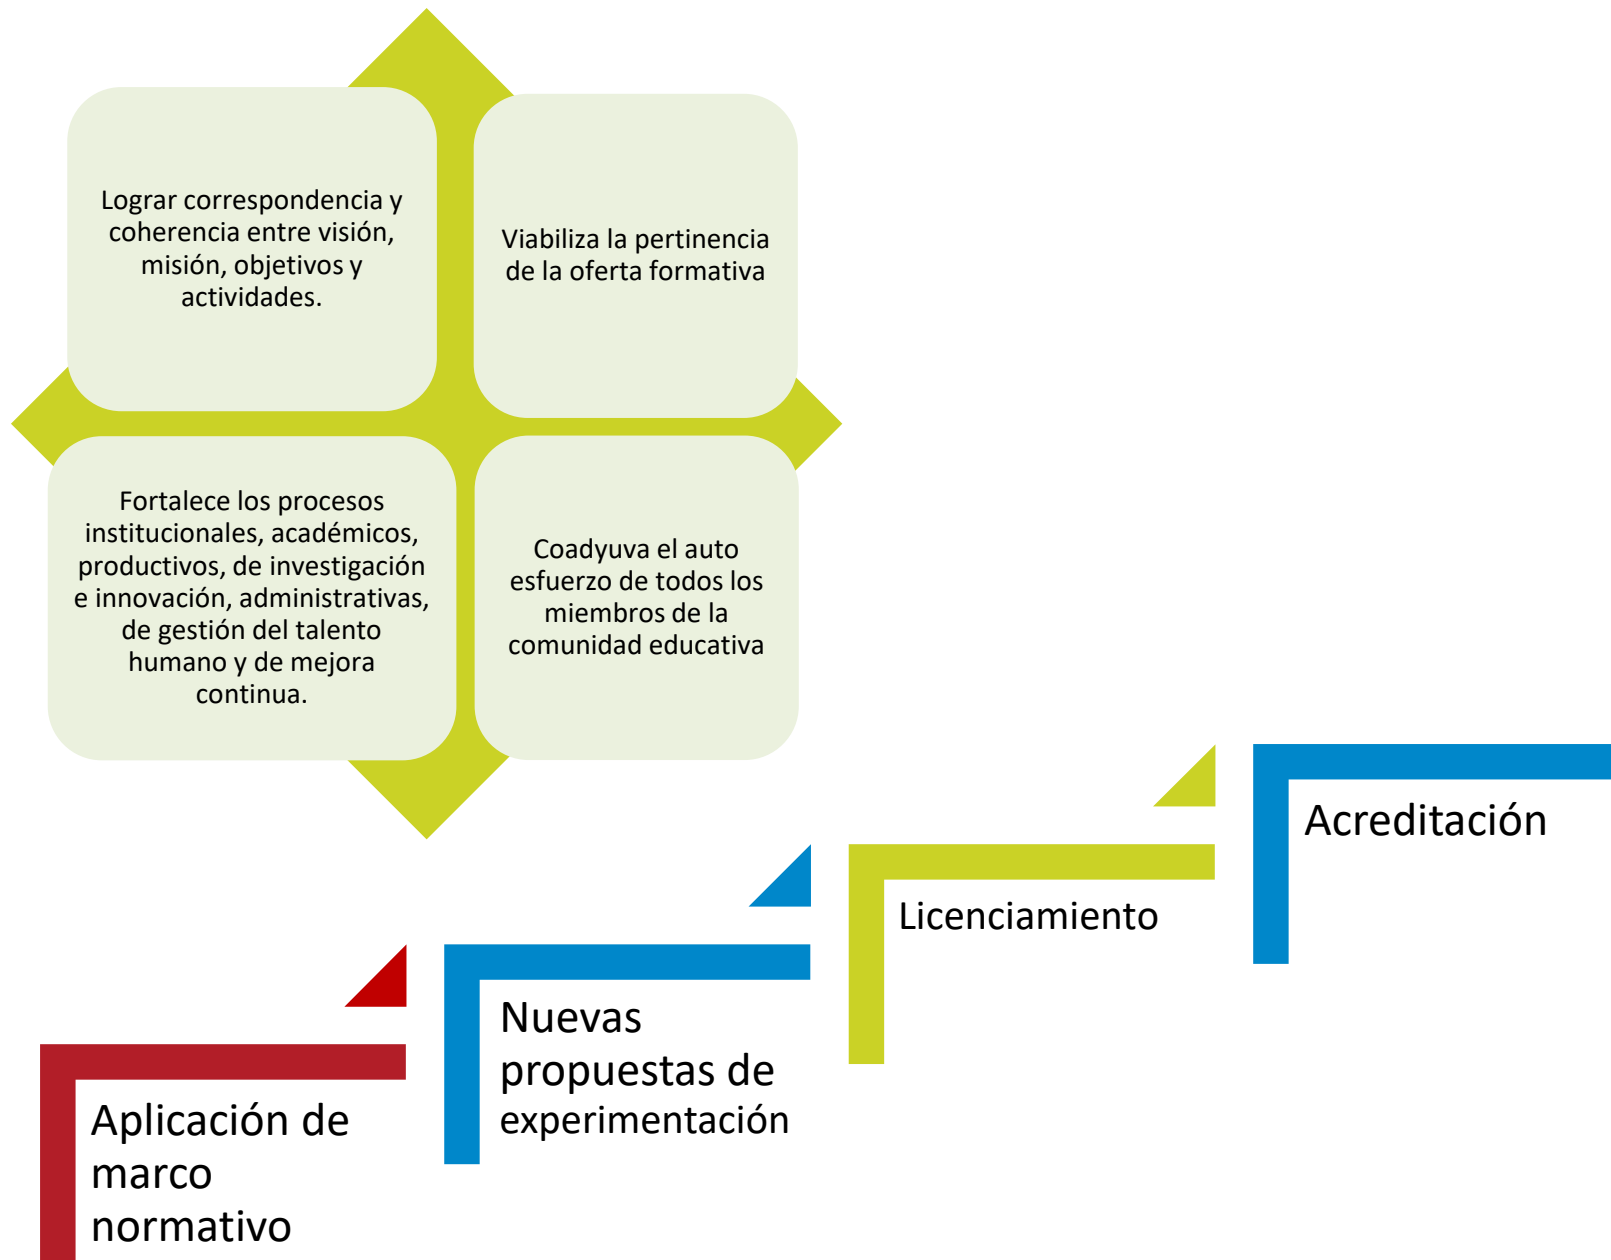 Lograr correspondencia y
coherencia entre visión,
misión, objetivos y
actividades.
Viabiliza la pertinencia
de la oferta formativa
Fortalece los procesos
institucionales, académicos,
productivos, de investigación
e innovación, administrativas,
de gestión del talento
humano y de mejora
continua.
Coadyuva el auto
esfuerzo de todos los
miembros de la
comunidad educativa
Aplicación de
marco
normativo
Nuevas
propuestas de
experimentación
Licenciamiento
Acreditación